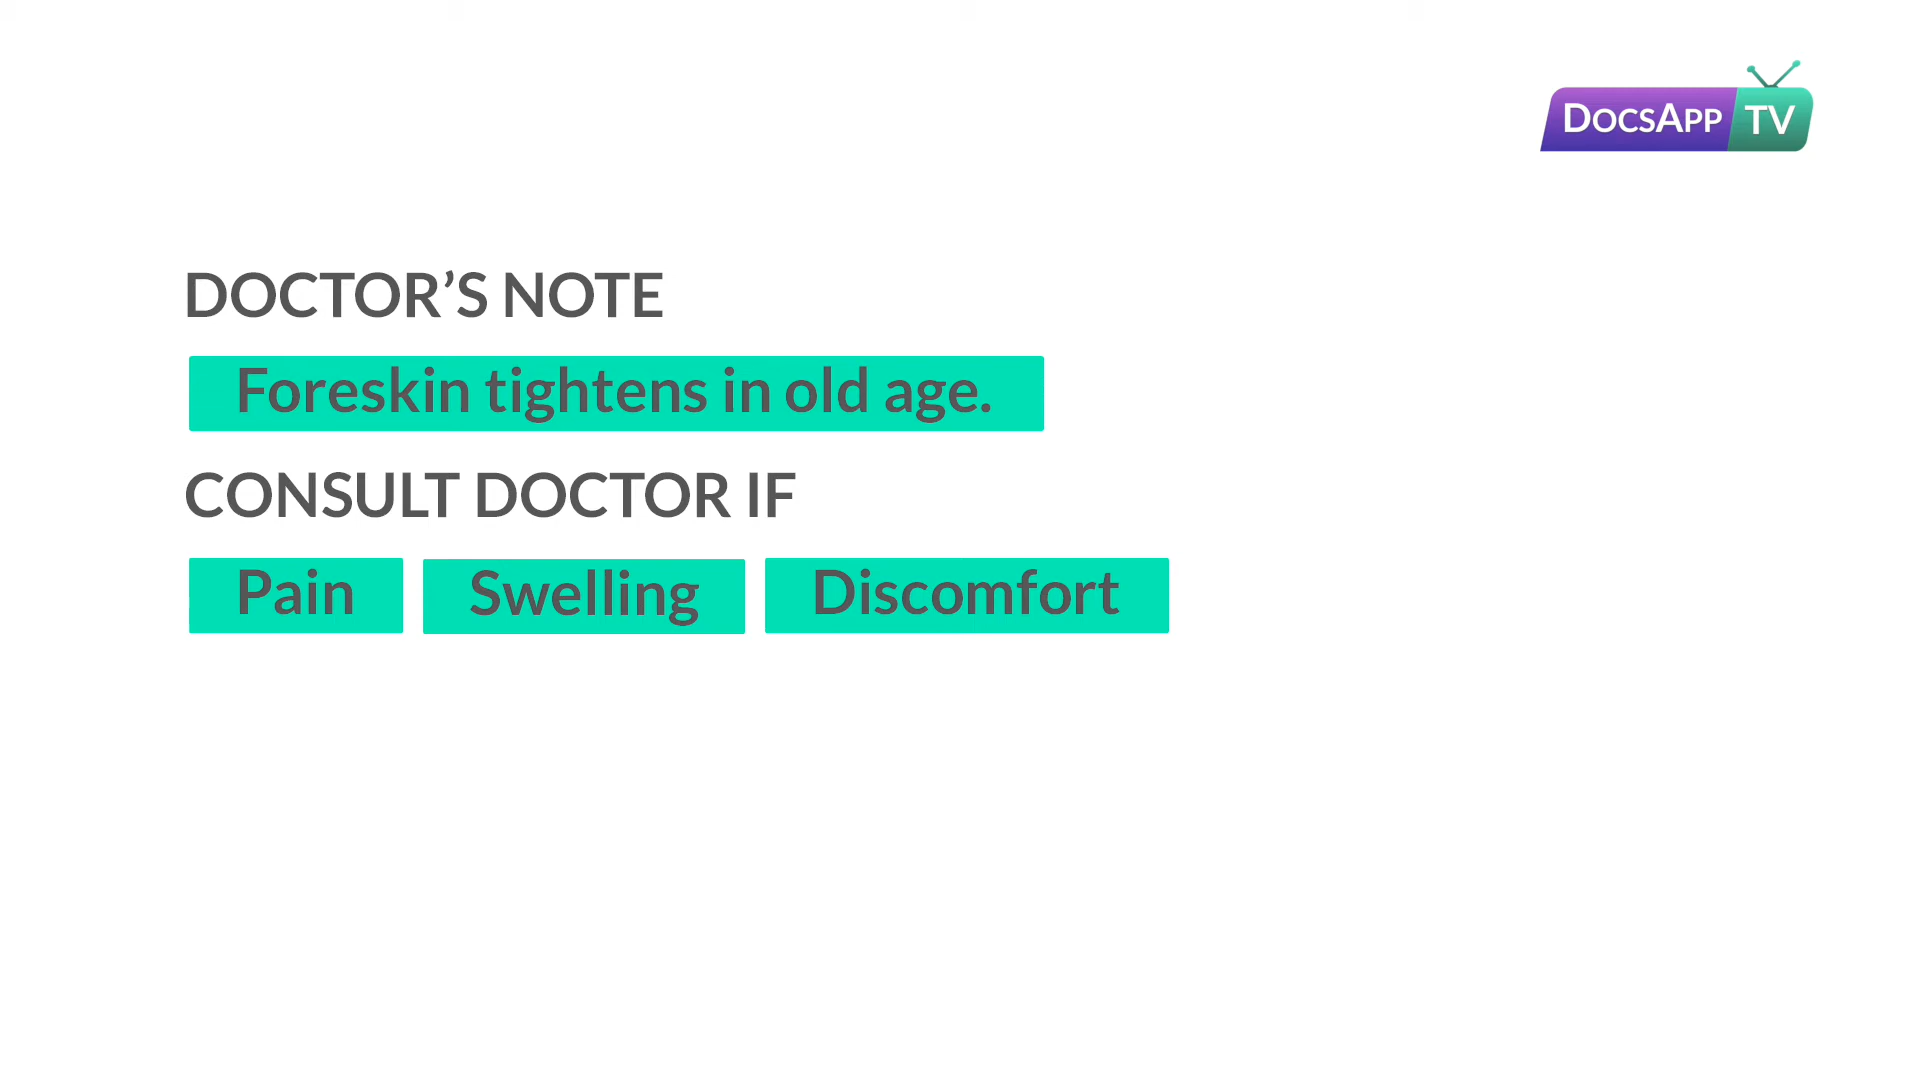 DOCSAPP TV
DOCTOR’S NOTE
Foreskin tightens in old age.
CONSULT DOCTOR IF
Pain Swelling Discomfort